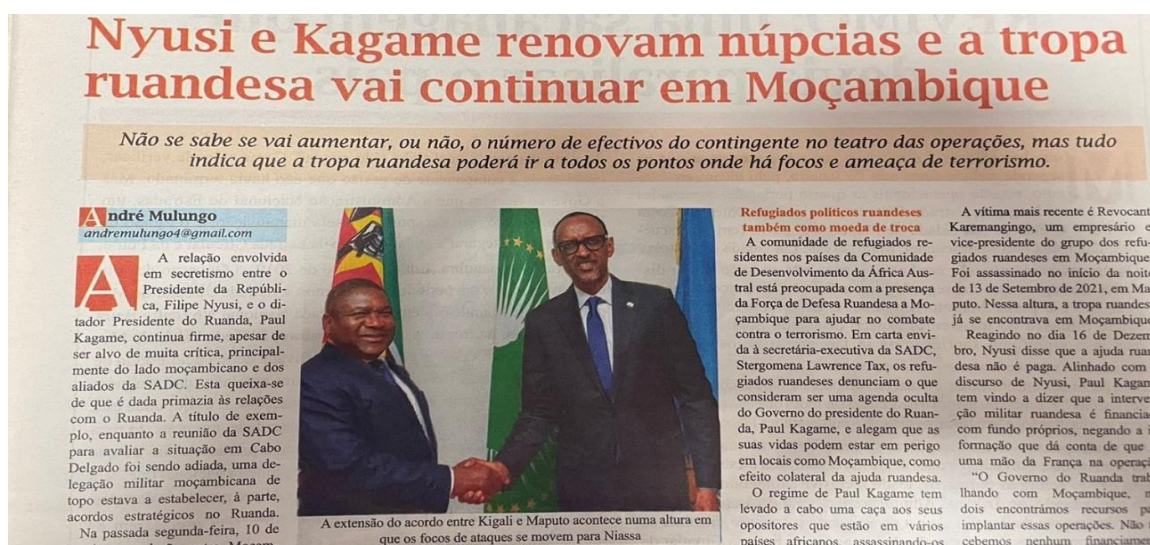 Nyusi e Kagame renovam núpcias e a tropa
ruandesa vai continuar em Moçambique
Não se sabe se vai aumentar, ou não, o número de efectivos do contingente no teatro das operações, mas tudo
indica que a tropa ruandesa poderá ir a todos os pontos onde há focos e ameaça de terrorismo.
André Mulungo
andremulungo4@gmail.com
A
A relação envolvida
em secretismo entre o
Presidente da Repúbli-
ca, Filipe Nyusi, e o di-
tador Presidente do Ruanda, Paul
Kagame, continua firme, apesar de
ser alvo de muita crítica, principal-
mente do lado moçambicano e dos
aliados da SADC. Esta queixa-se
de que é dada primazia às relações
com o Ruanda. A título de exem-
plo, enquanto a reunião da SADC
para avaliar a situação em Cabo
Delgado foi sendo adiada, uma de-
legação militar moçambicana de
topo estava a estabelecer, à parte,
acordos estratégicos no Ruanda.
Na passada segunda-feira, 10 de
A extensão do acordo entre Kigali e Maputo acontece numa altura em
que os focos de ataques se movem para Niassa
Refugiados políticos ruandeses
também como moeda de troca
A comunidade de refugiados re-
sidentes nos países da Comunidade
de Desenvolvimento da África Aus-
tral está preocupada com a presença
da Força de Defesa Ruandesa a Mo-
çambique para ajudar no combate
contra o terrorismo. Em carta envi-
da à secretária-executiva da SADC,
Stergomena Lawrence Tax, os refu-
giados ruandeses denunciam o que
consideram ser uma agenda oculta
do Governo do presidente do Ruan-
da, Paul Kagame, e alegam que as
suas vidas podem estar em perigo
em locais como Moçambique, como
efeito colateral da ajuda ruandesa.
O regime de Paul Kagame tem
levado a cabo uma caça aos seus
opositores que estão em vários
países africanos, assassinando-os
A vítima mais recente é Revocant
Karemangingo, um empresário e
vice-presidente do grupo dos refu-
giados ruandeses em Moçambique
Foi assassinado no início da noite
de 13 de Setembro de 2021, em Ma-
puto. Nessa altura, a tropa ruandes
já se encontrava em Moçambique
Reagindo no dia 16 de Dezem-
bro, Nyusi disse que a ajuda ruan-
desa não é paga. Alinhado com
discurso de Nyusi, Paul Kagam
tem vindo a dizer que a interve
ção militar ruandesa é financia
com fundo próprios, negando a i
formação que dá conta de que
uma mão da França na operaçã
"O Governo do Ruanda trab
lhando com Moçambique, n
dois encontrámos recursos pa
implantar essas operações. Não
cebemos nenhum financiamen